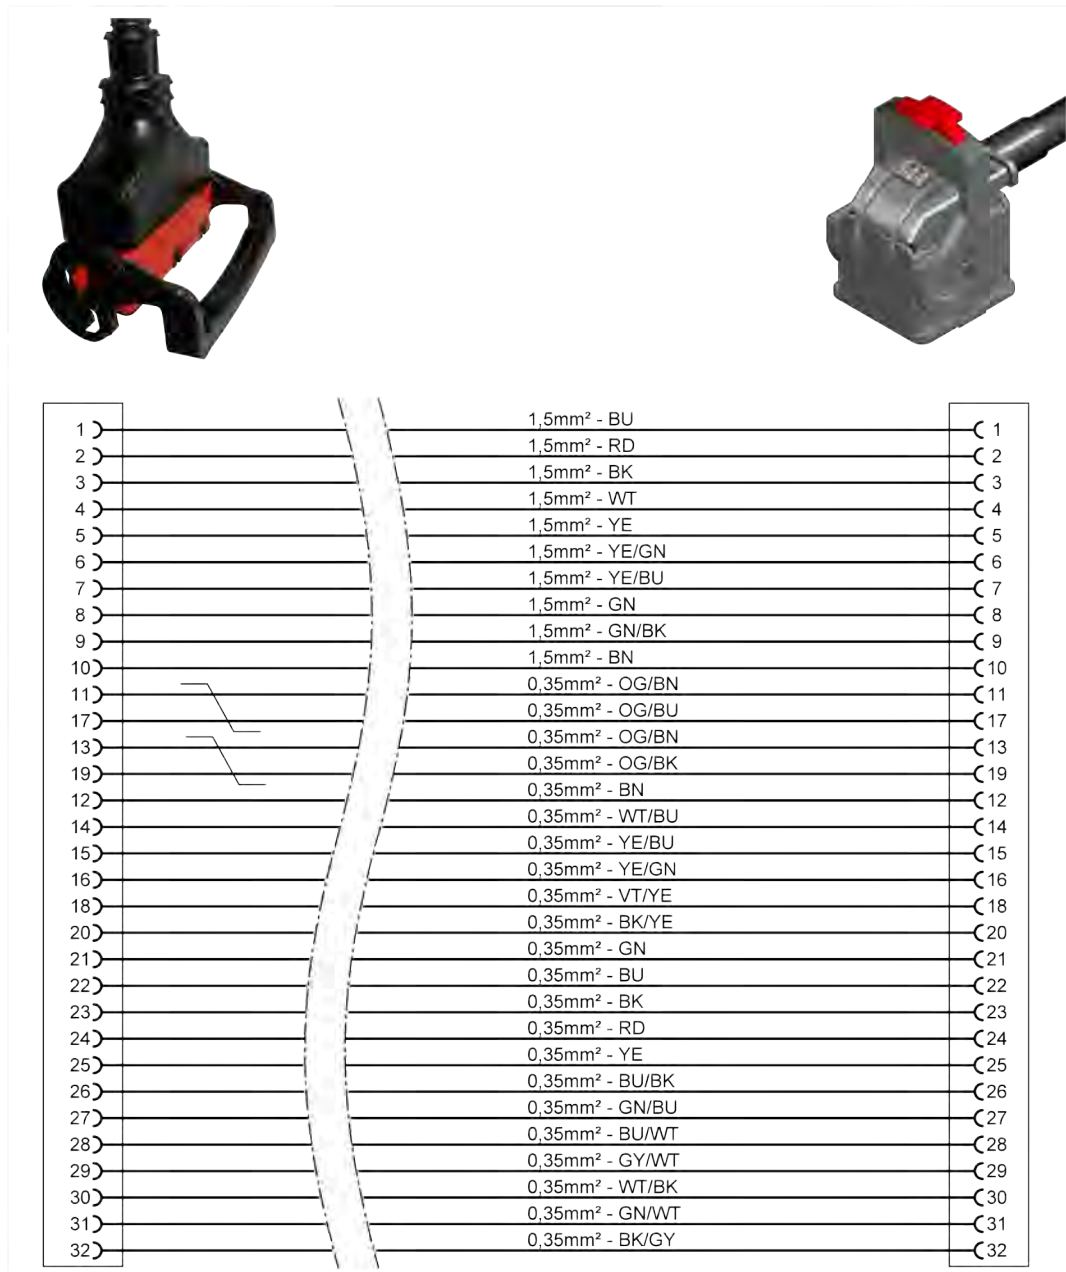 1 1,5mm² - BU 1
2 1,5mm² - RD 2
3 1,5mm² - BK 3
4 1,5mm² - WT 4
5 1,5mm² - YE 5
6 1,5mm² - YE/GN 6
7 1,5mm² - YE/BU 7
8 1,5mm² - GN 8
9 1,5mm² - GN/BK 9
10 1,5mm² - BN 10
11 0,35mm² - OG/BN 11
17 0,35mm² - OG/BU 17
13 0,35mm² - OG/BN 13
19 0,35mm² - OG/BK 19
12 0,35mm² - BN 12
14 0,35mm² - WT/BU 14
15 0,35mm² - YE/BU 15
16 0,35mm² - YE/GN 16
18 0,35mm² - VT/YE 18
20 0,35mm² - BK/YE 20
21 0,35mm² - GN 21
22 0,35mm² - BU 22
23 0,35mm² - BK 23
24 0,35mm² - RD 24
25 0,35mm² - YE 25
26 0,35mm² - BU/BK 26
27 0,35mm² - GN/BU 27
28 0,35mm² - BU/WT 28
29 0,35mm² - GY/WT 29
30 0,35mm² - WT/BK 30
31 0,35mm² - GN/WT 31
32 0,35mm² - BK/GY 32